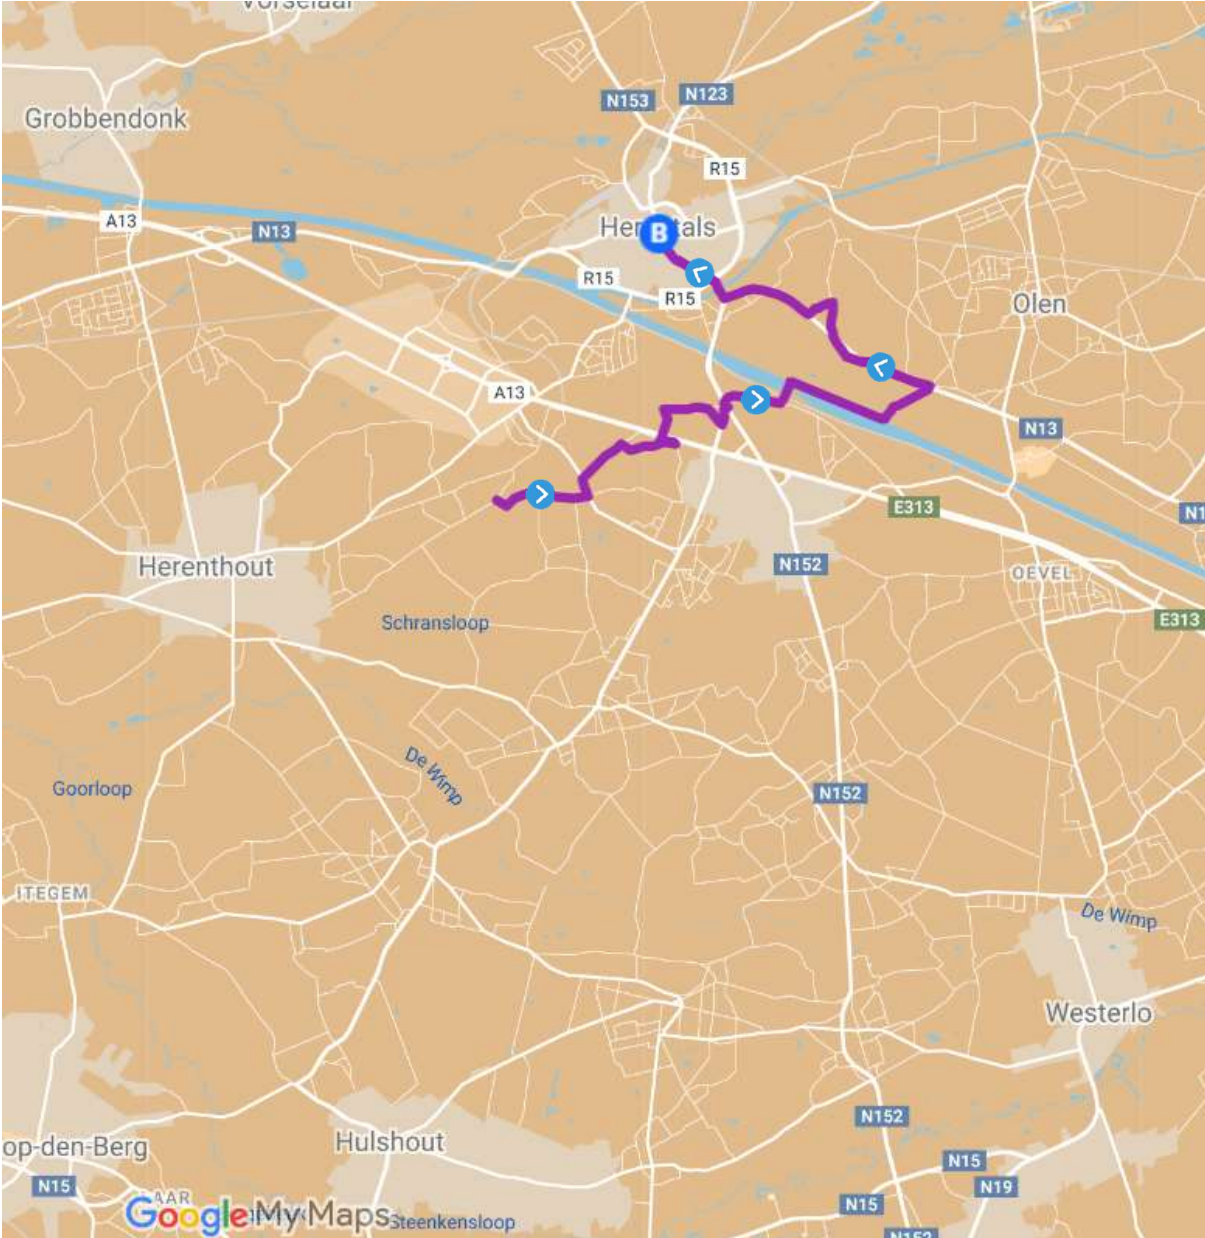 Vorselaar
N153
N123
Grobbendonk
R15
A13
N13
B
R15
R15
Olen
A13
N13
E313
N1
Herenthout
N152
OEVEL
Schransloop
E313
De Wimp
Goorloop
N152
ITEGEM
De Wimp
Westerlo
N152
op-den-Berg
Hulshout
N15
N15
N19
N15
Google My Maps
Steenkensloop
N152